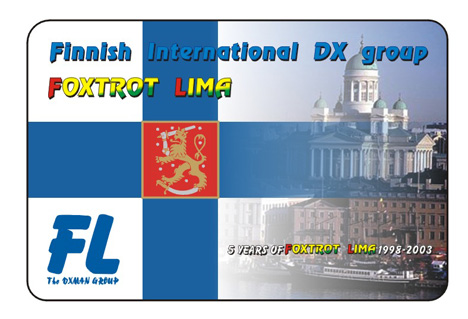 Finnish International DX group
FOXTROT LIMA
5 YEARS OF FOXTROT LIMA 1998-2003
FL
The DXMAN GROUP